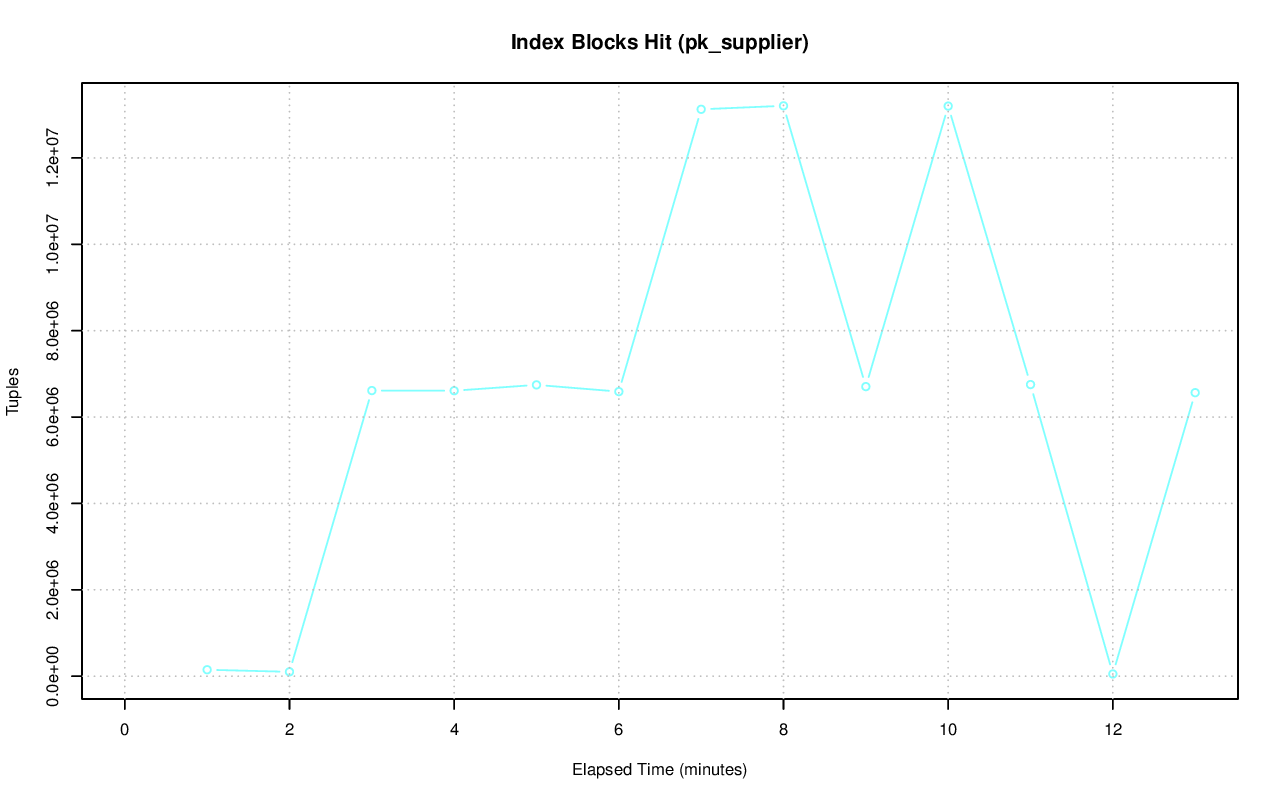 Index Blocks Hit (pk_supplier)
Tuples
1.2e+07
1.0e+07
8.0e+06
6.0e+06
4.0e+06
2.0e+06
0.0e+00
0 2 4 6 8 10 12
Elapsed Time (minutes)